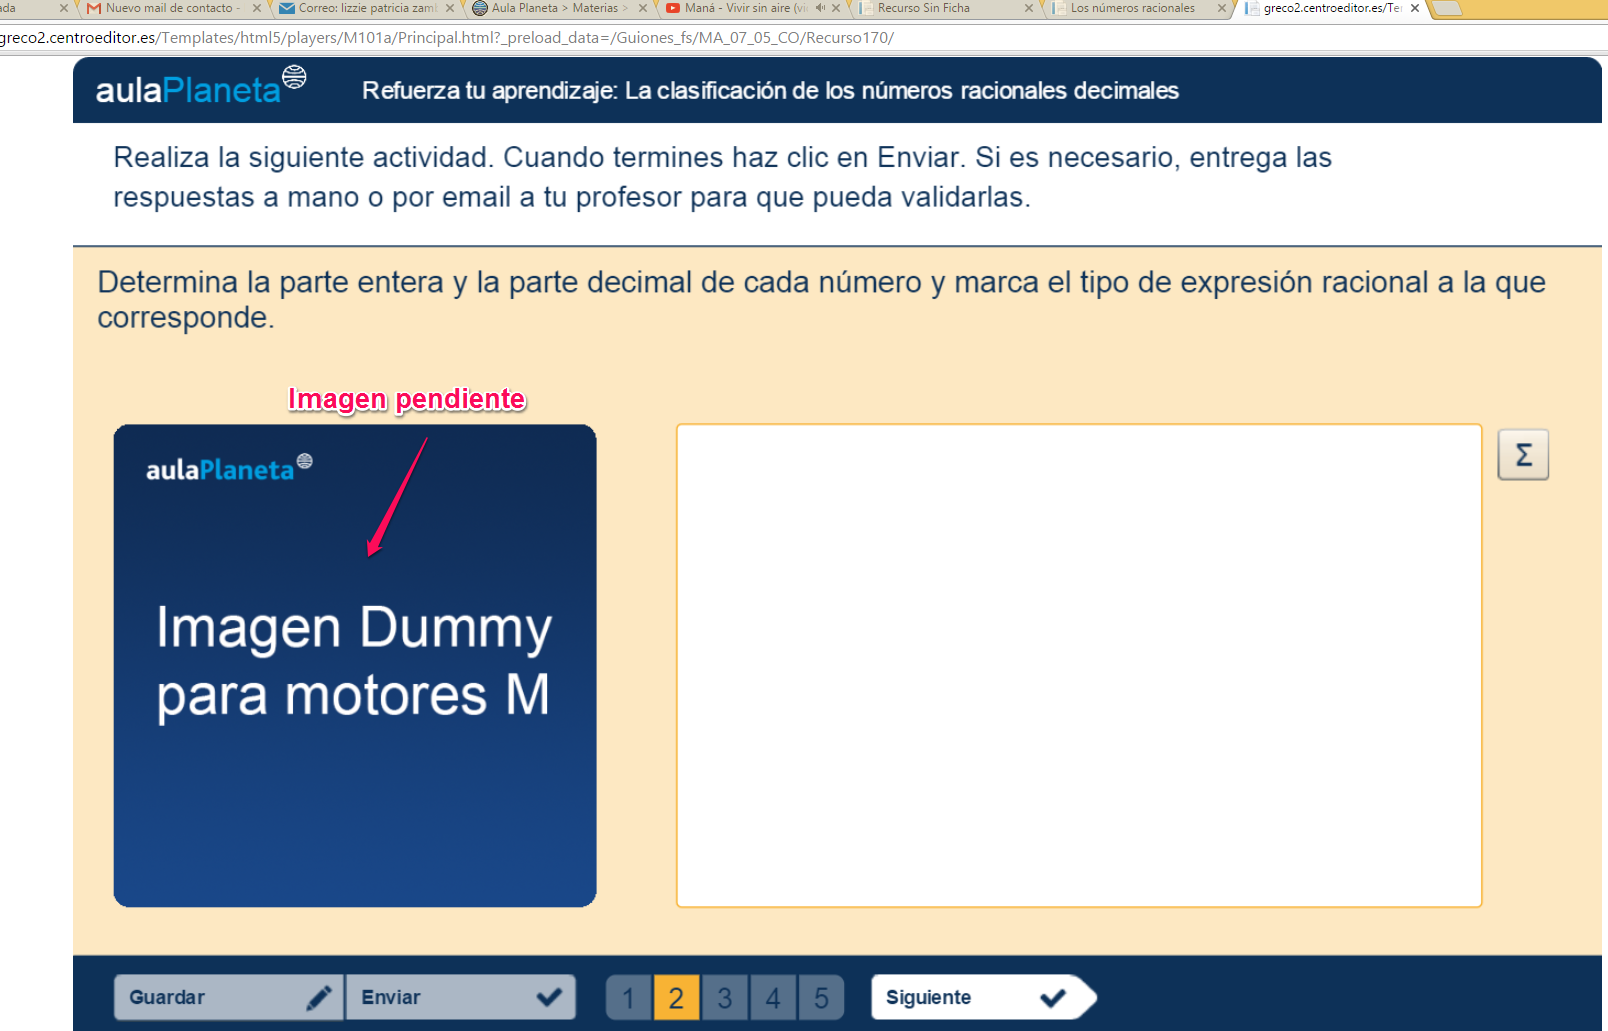 ada
Nuevo mail de contacto -
Correo: lizzie patricia zamb
Aula Planeta > Materias >
Maná - Vivir sin aire (vi
Recurso Sin Ficha
Los números racionales
greco2.centroeditor.es/Te
greco2.centroeditor.es/Templates/html5/players/M101a/Principal.html?_preload_data=/Guiones_fs/MA_07_05_CO/Recurso170/
aulaPlaneta
Refuerza tu aprendizaje: La clasificación de los números racionales decimales
Realiza la siguiente actividad. Cuando termines haz clic en Enviar. Si es necesario, entrega las
respuestas a mano o por email a tu profesor para que pueda validarlas.
Determina la parte entera y la parte decimal de cada número y marca el tipo de expresión racional a la que
corresponde.
Imagen pendiente
aulaPlaneta
Imagen Dummy
para motores M
Σ
Guardar
Enviar
1 2 3 4 5
Siguiente